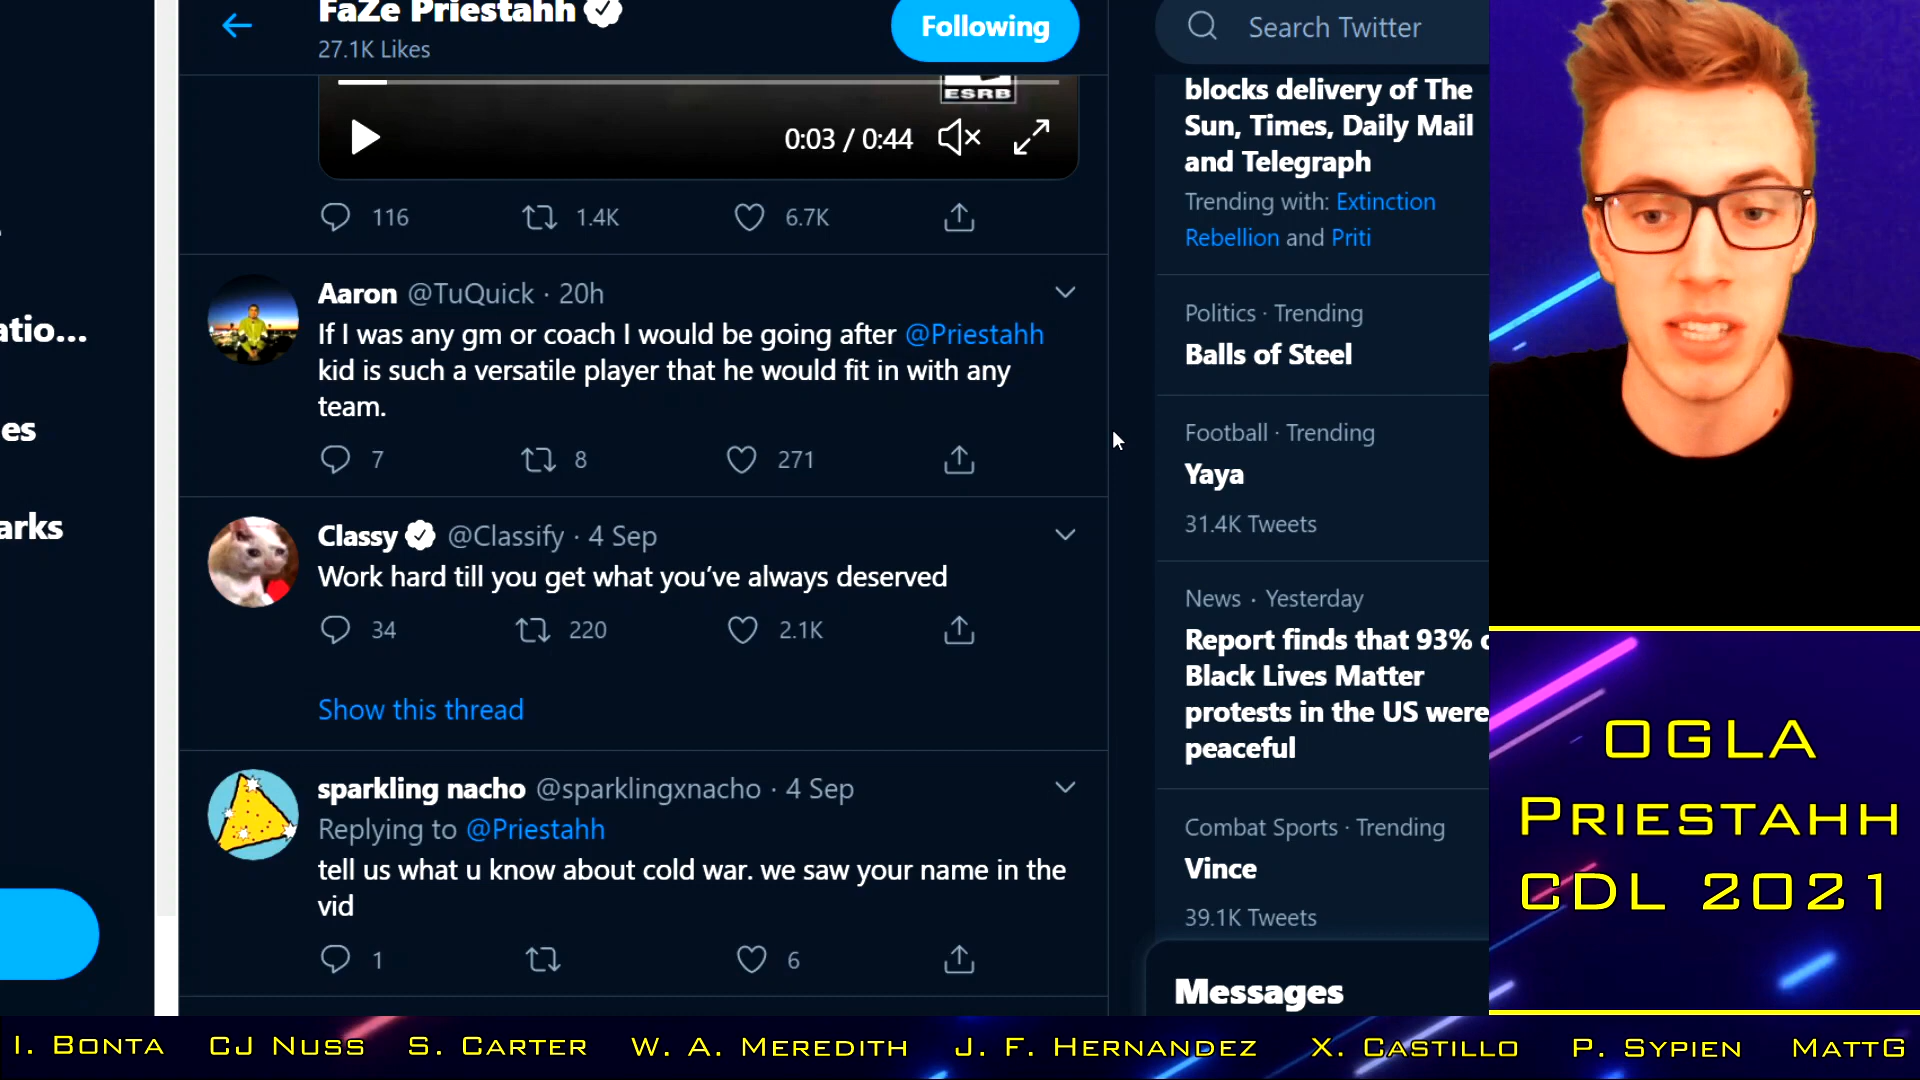 FaZe Priestahh
27.1K Likes
Following
Search Twitter
ESRB
0:03 / 0:44
116 1.4K 6.7K
Aaron @TuQuick · 20h
If I was any gm or coach I would be going after @Priestahh
kid is such a versatile player that he would fit in with any
team.
7 8 271
Classy @Classify · 4 Sep
Work hard till you get what you’ve always deserved
34 220 2.1K
Show this thread
sparkling nacho @sparklingxnacho · 4 Sep
Replying to @Priestahh
tell us what u know about cold war. we saw your name in the
vid
1 6
atio...
es
arks
blocks delivery of The
Sun, Times, Daily Mail
and Telegraph
Trending with: Extinction
Rebellion and Priti
Politics · Trending
Balls of Steel
Football · Trending
Yaya
31.4K Tweets
News · Yesterday
Report finds that 93%
Black Lives Matter
protests in the US were
peaceful
Combat Sports · Trending
Vince
39.1K Tweets
Messages
OGLA
Priestahh
CDL 2021
I. Bonta CJ Nuss S. Carter W. A. Meredith J. F. Hernandez X. Castillo P. Sypien MattG